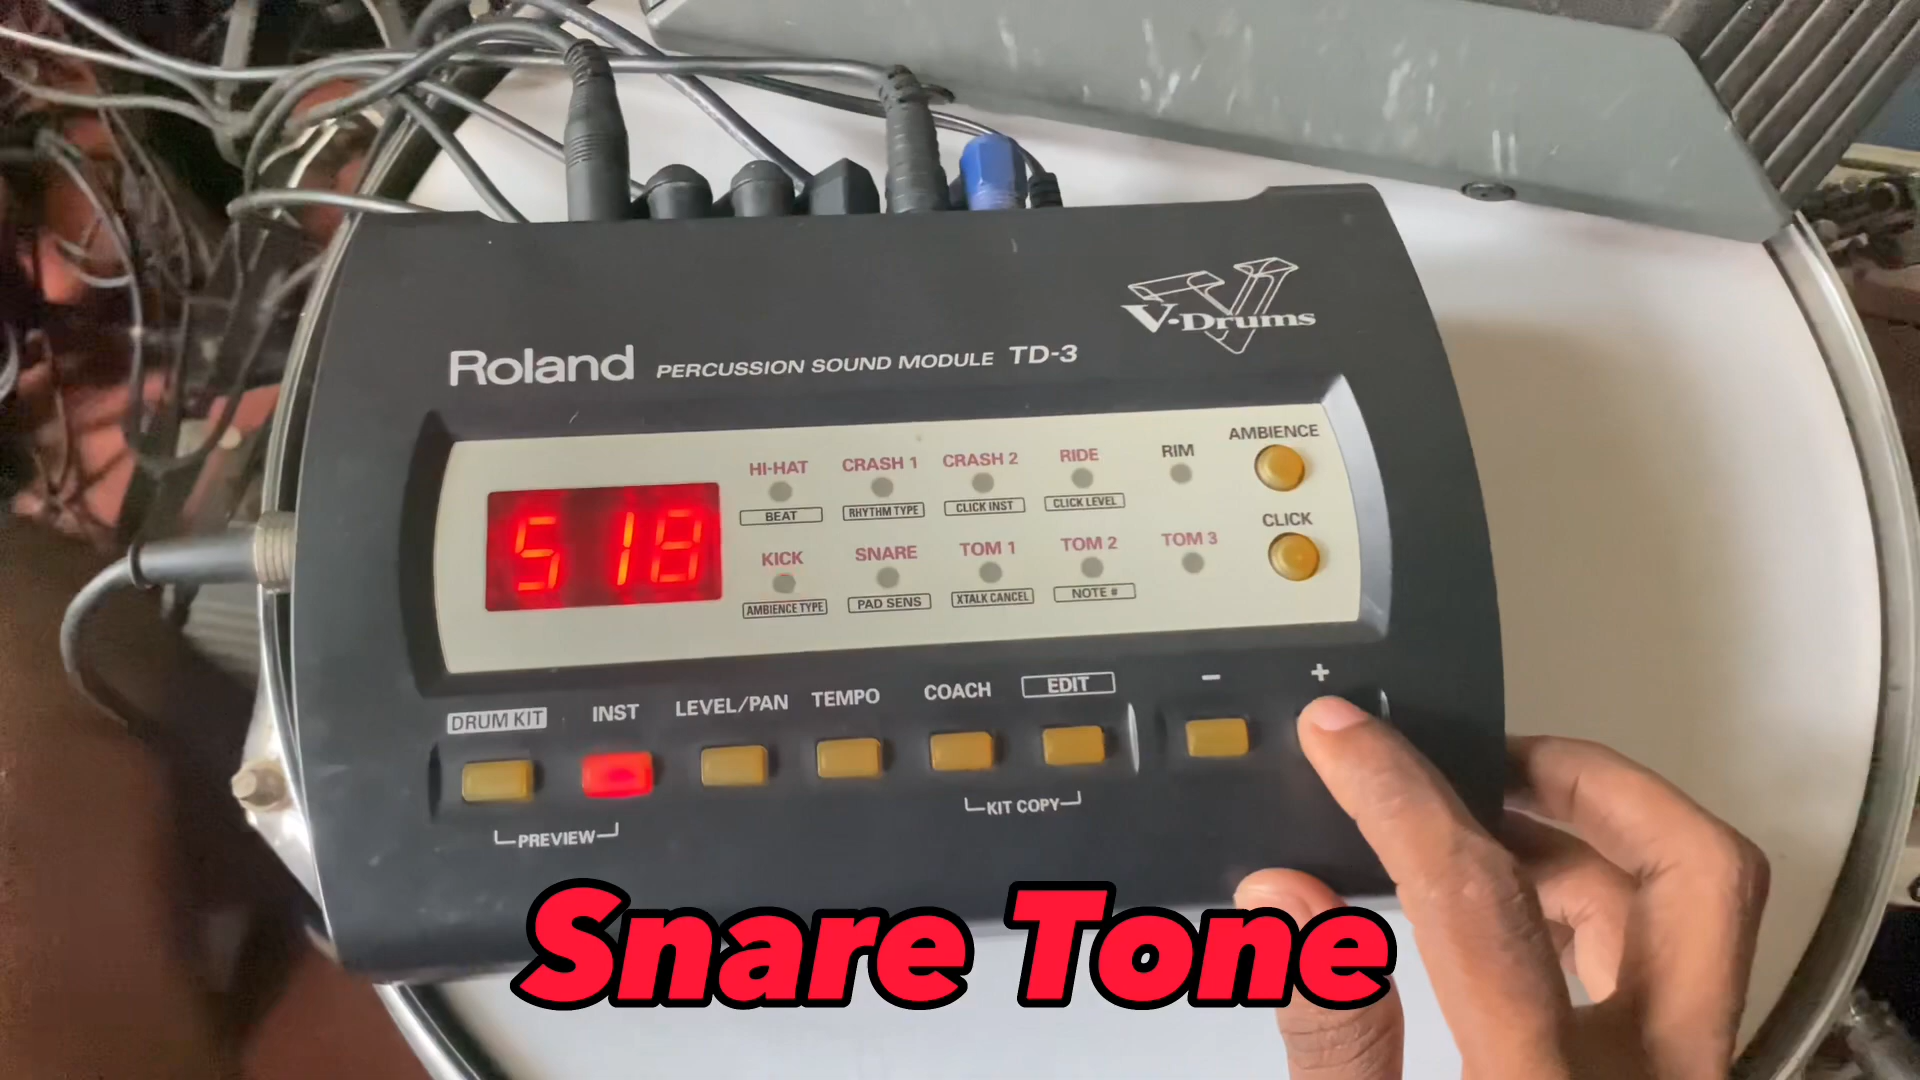 V-Drums
Roland PERCUSSION SOUND MODULE TD-3
518
HI-HAT CRASH 1 CRASH 2 RIDE RIM AMBIENCE
BEAT RHYTHM TYPE CLICK INST CLICK LEVEL
CLICK
KICK SNARE TOM 1 TOM 2 TOM 3
AMBIENCE TYPE PAD SENS XTALK CANCEL NOTE #
DRUM KIT INST LEVEL/PAN TEMPO COACH EDIT - +
PREVIEW KIT COPY
Snare Tone